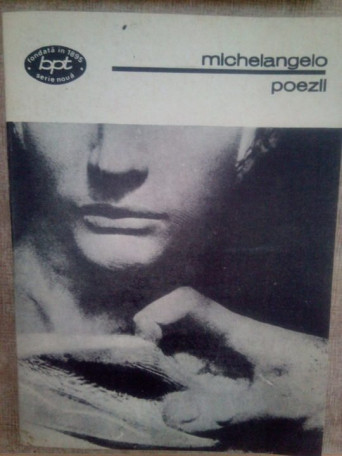 fondată în 1895
bpt
serie nouă
michelangelo
poezii